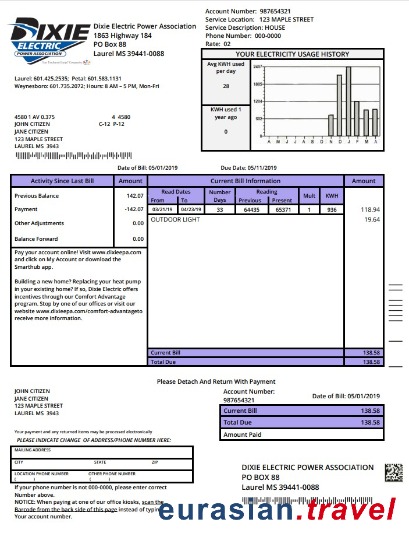 DIXIE
ELECTRIC
POWER ASSOCIATION
Dixie Electric Power Association
1863 Highway 184
PO Box 88
Laurel MS 39441-0088
Laurel: 601.425.2535; Petal: 601.583.1131
Waynesboro: 601.735.2072; Hours: 8 AM – 5 PM, Mon-Fri
Account Number: 987654321
Service Location: 123 MAPLE STREET
Service Description: HOUSE
Phone Number: 000-0000
Rate: 02
YOUR ELECTRICITY USAGE HISTORY
Avg KWH used
per day
28
KWH used 1
year ago
0
A M J J A S O N D J F M A
4580 1 AV 0.375 4 4580
JOHN CITIZEN C-12 P-12
JANE CITIZEN
123 MAPLE STREET
LAUREL MS 3943
Date of Bill: 05/01/2019 Due Date: 05/11/2019
Activity Since Last Bill Amount
Previous Balance 142.07
Payment -142.07
Other Adjustments 0.00
Balance Forward 0.00
Pay your account online! Visit www.dixieepa.com
and click on My Account or download the
Smarthub app.
Building a new home? Replacing your heat pump
in your existing home? If so, Dixie Electric offers
incentives through our Comfort Advantage
program. Stop by one of our offices or visit our
website www.dixieepa.com/comfort-advantageto
receive more information.
Current Bill Information Amount
Read Dates Number Reading Mult KWH
From To Days Previous Present
03/21/19 04/23/19 33 64435 65371 1 936 118.94
OUTDOOR LIGHT 19.64
Current Bill 138.58
Total Due 138.58
Please Detach And Return With Payment
JOHN CITIZEN
JANE CITIZEN
123 MAPLE STREET
LAUREL MS 3943
Account Number:
987654321
Date of Bill: 05/01/2019
Current Bill 138.58
Total Due 138.58
Amount Paid
Your payment and any returned items may be processed electronically
PLEASE INDICATE CHANGE OF ADDRESS/PHONE NUMBER HERE:
MAILING ADDRESS
CITY STATE ZIP
LOCATION PHONE NUMBER OTHER PHONE NUMBER
( ) ( )
If your phone number is not 000-0000, please enter correct
Number above.
NOTICE: When paying at one of our office kiosks, scan the
Barcode from the back side of this page instead of typing
Your account number.
DIXIE ELECTRIC POWER ASSOCIATION
PO BOX 88
Laurel MS 39441-0088
eurasian.travel